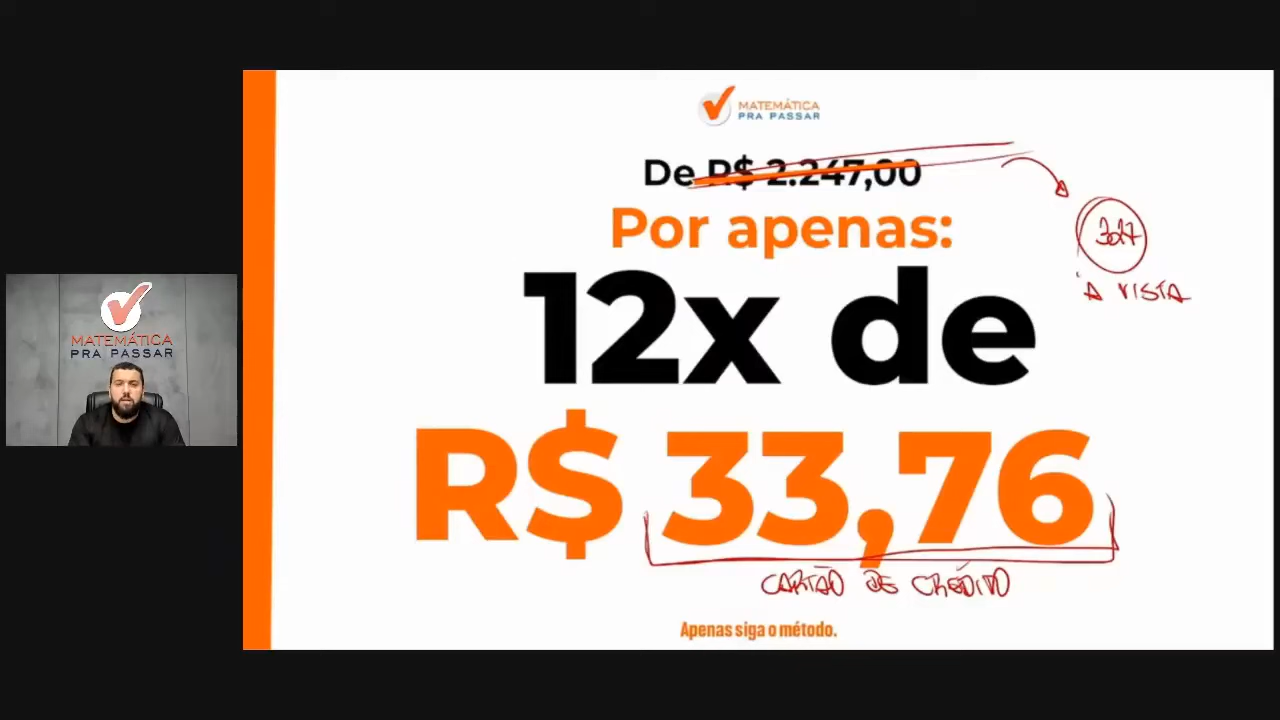 MATEMÁTICA
PRA PASSAR
De R$ 2.247,00
Por apenas:
12x de
R$ 33,76
CARTÃO DE CRÉDITO
Apenas siga o método.
À VISTA
MATEMÁTICA
PRA PASSAR